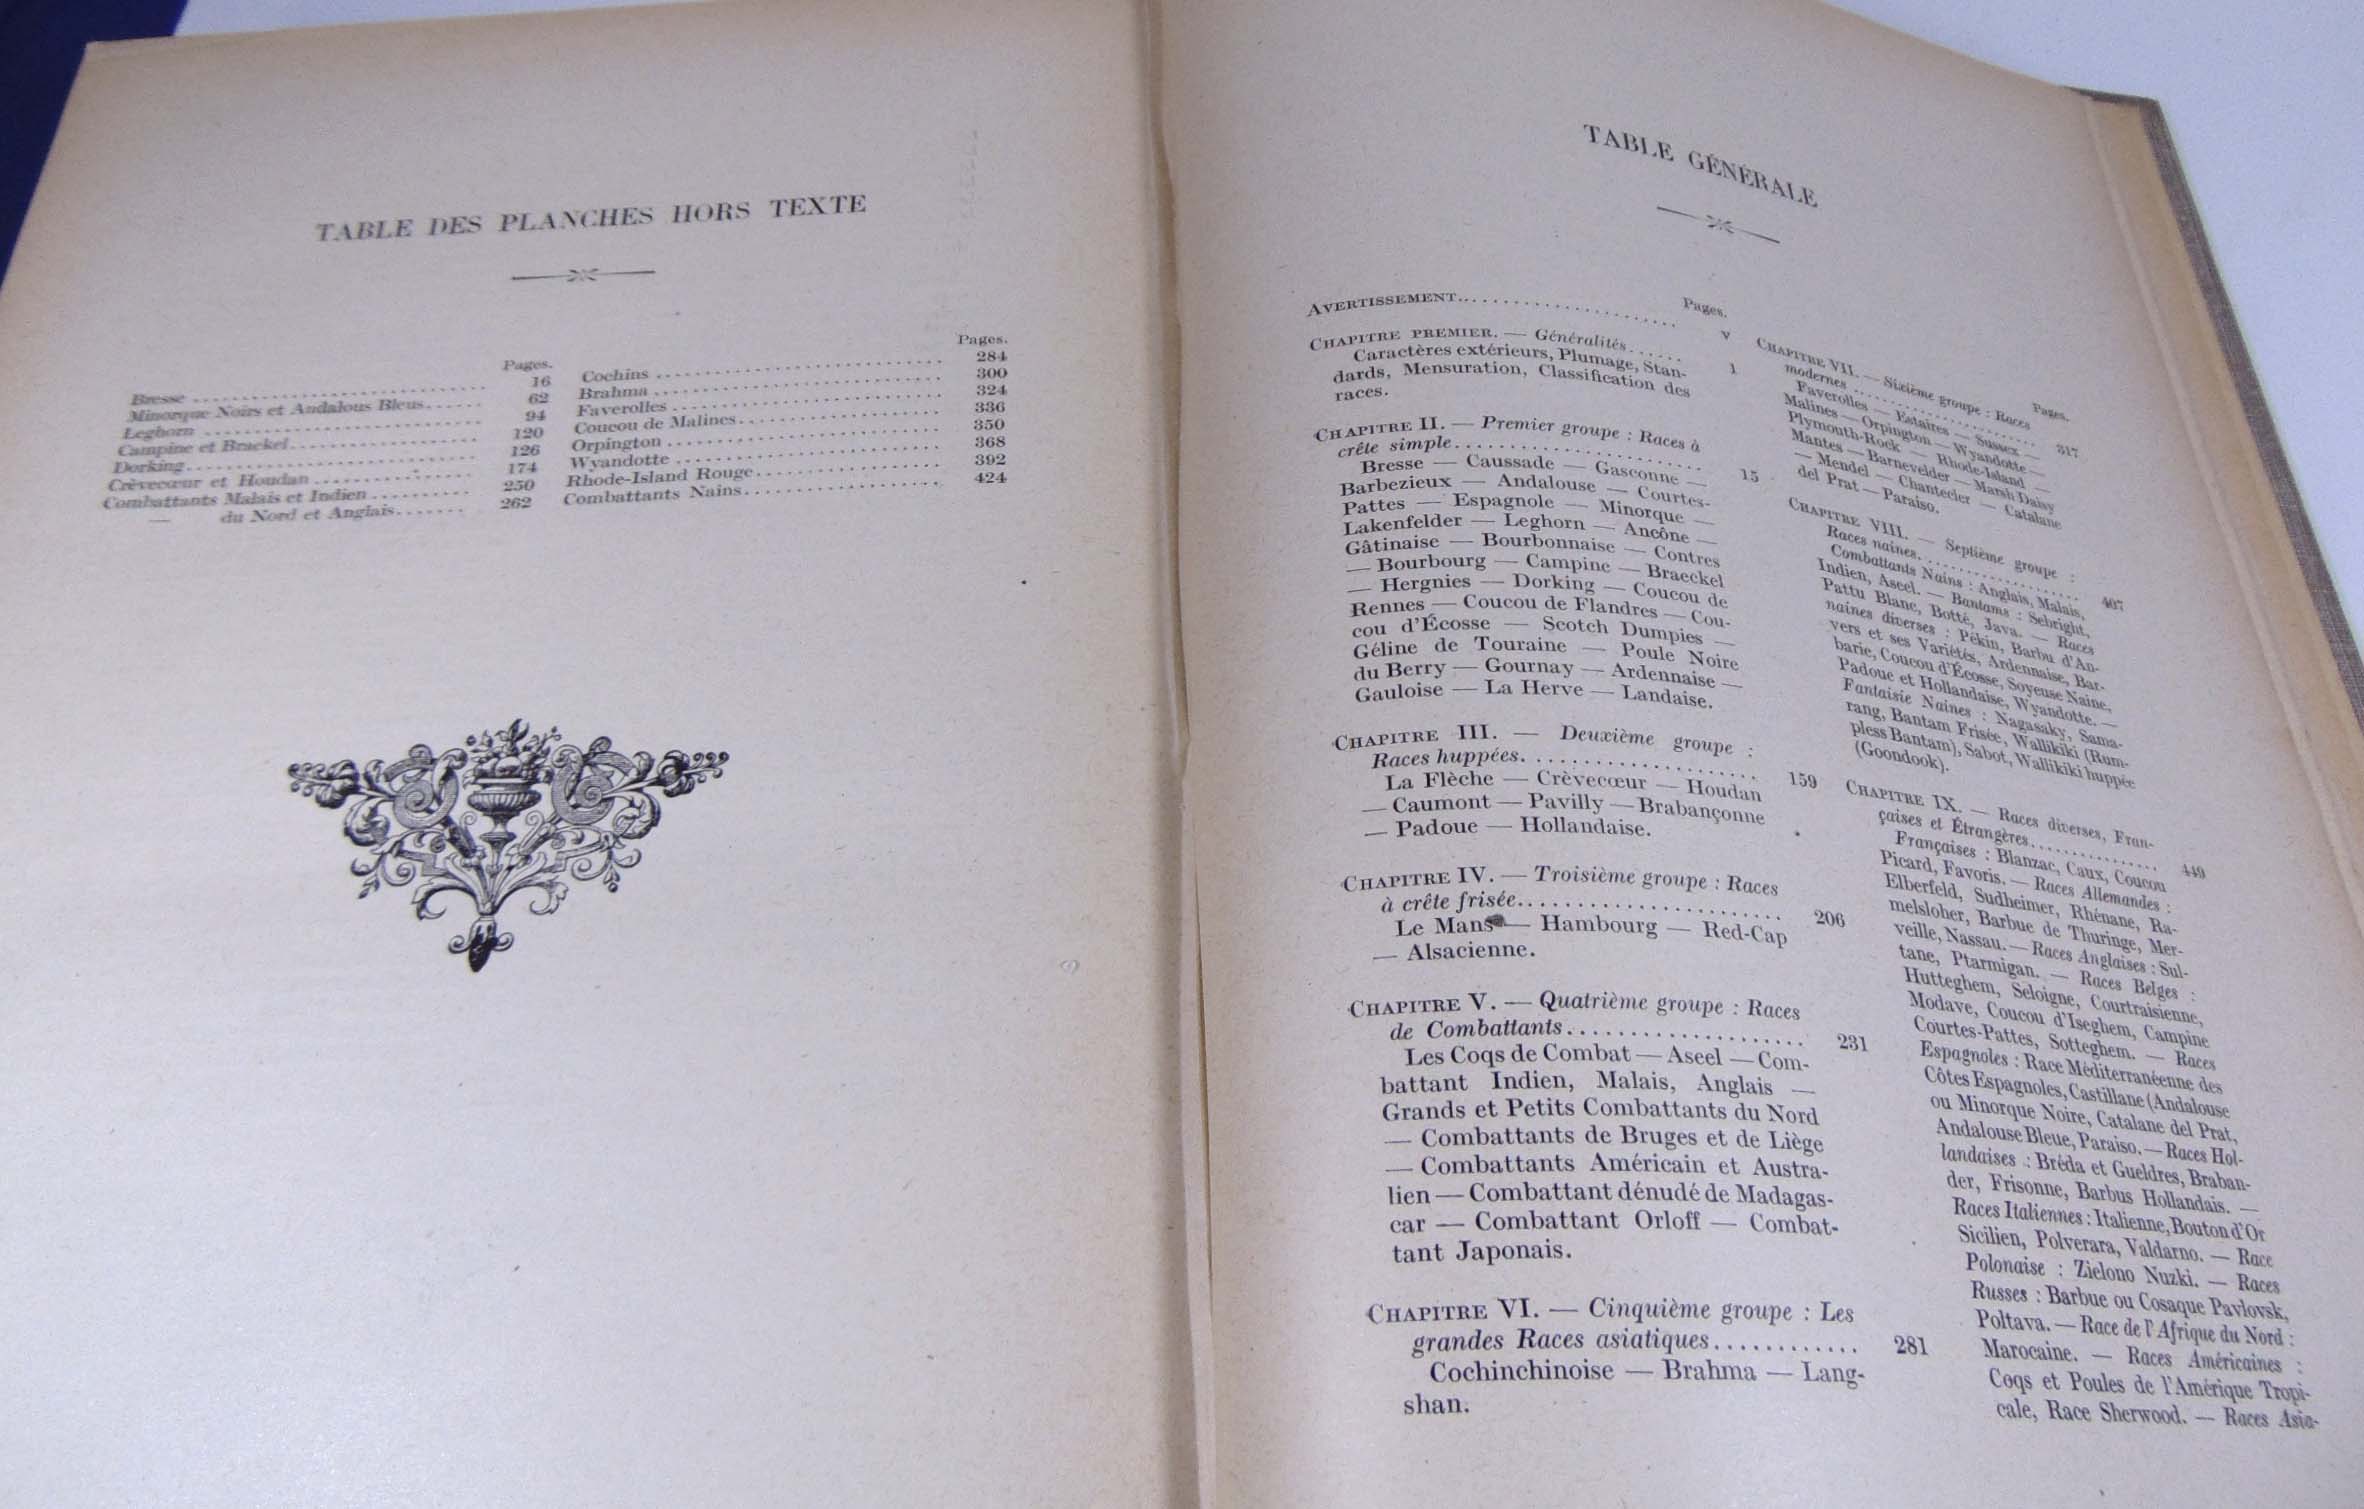 TABLE DES PLANCHES HORS TEXTE
Pages.
Bresse ........ 16
Minorque Noirs et Andalous Bleus...... 62
Leghorn ........ 94
Campine et Braekel........ 120
Dorking........ 126
Crèvecœur et Houdan ........ 174
Combattants Malais et Indien ........ 250
— du Nord et Anglais....... 262
Pages.
Cochins ........ 284
Brahma ........ 300
Faverolles ........ 324
Coucou de Malines........ 336
Orpington ........ 350
Wyandotte ........ 368
Rhode-Island Rouge........ 392
Combattants Nains........ 424
TABLE GÉNÉRALE
Pages.
AVERTISSEMENT........ V
CHAPITRE PREMIER. — Généralités...... 1
Caractères extérieurs, Plumage, Stan-
dards, Mensuration, Classification des
races.
CHAPITRE II. — Premier groupe : Races à
crête simple........ 15
Bresse — Caussade — Gasconne —
Barbezieux — Andalouse — Courtes-
Pattes — Espagnole — Minorque —
Lakenfelder — Leghorn — Ancône —
Gâtinaise — Bourbonnaise — Contres
— Bourbourg — Campine — Braeckel
— Hergnies — Dorking — Coucou de
Rennes — Coucou de Flandres — Cou-
cou d'Écosse — Scotch Dumpies —
Géline de Touraine — Poule Noire
du Berry — Gournay — Ardennaise —
Gauloise — La Herve — Landaise.
CHAPITRE III. — Deuxième groupe :
Races huppées........ 159
La Flèche — Crèvecœur — Houdan
— Caumont — Pavilly — Brabançonne
— Padoue — Hollandaise.
CHAPITRE IV. — Troisième groupe : Races
à crête frisée........ 206
Le Mans — Hambourg — Red-Cap
— Alsacienne.
CHAPITRE V. — Quatrième groupe : Races
de Combattants........ 231
Les Coqs de Combat — Aseel — Com-
battant Indien, Malais, Anglais —
Grands et Petits Combattants du Nord
— Combattants de Bruges et de Liège
— Combattants Américain et Austra-
lien — Combattant dénudé de Madagas-
car — Combattant Orloff — Combat-
tant Japonais.
CHAPITRE VI. — Cinquième groupe : Les
grandes Races asiatiques............ 281
Cochinchinoise — Brahma — Lang-
shan.
Pages.
CHAPITRE VII. — Sixième groupe : Races
modernes ........ 317
Faverolles — Estaires — Sussex —
Malines — Orpington — Wyandotte —
Plymouth-Rock — Rhode-Island —
Mantes — Barnevelder — Marsh Daisy
— Mendel — Chantecler — Catalane
del Prat — Paraiso.
CHAPITRE VIII. — Septième groupe :
Races naines........ 407
Combattants Nains : Anglais, Malais,
Indien, Aseel. — Bantams : Sebright,
Pattu Blanc, Botté, Java. — Races
naines diverses : Pékin, Barbu d'An-
vers et ses Variétés, Ardennaise, Bar-
barie, Coucou d'Écosse, Soyeuse Naine,
Padoue et Hollandaise, Wyandotte. —
Fantaisie Naines : Nagasaky, Sama-
rang, Bantam Frisée, Wallikiki (Rum-
pless Bantam), Sabot, Wallikiki huppée
(Goondook).
CHAPITRE IX. — Races diverses, Fran-
çaises et Étrangères........ 449
Françaises : Blanzac, Caux, Coucou
Picard, Favoris. — Races Allemandes :
Elberfeld, Sudheimer, Rhénane, Ra-
melsloher, Barbue de Thuringe, Mer-
veille, Nassau. — Races Anglaises : Sul-
tane, Ptarmigan. — Races Belges :
Hutteghem, Seloigne, Courtraisienne,
Modave, Coucou d'Iseghem, Campine
Courtes-Pattes, Sotteghem. — Races
Espagnoles : Race Méditerranéenne des
Côtes Espagnoles, Castillane (Andalouse
ou Minorque Noire, Catalane del Prat,
Andalouse Bleue, Paraiso. — Races Hol-
landaises : Bréda et Gueldres, Braban-
der, Frisonne, Barbus Hollandais. —
Races Italiennes : Italienne, Bouton d'Or
Sicilien, Polverara, Valdarno. — Race
Polonaise : Zielono Nuzki. — Races
Russes : Barbue ou Cosaque Pavlovsk,
Poltava. — Race de l'Afrique du Nord :
Marocaine. — Races Américaines :
Coqs et Poules de l'Amérique Tropi-
cale, Race Sherwood. — Races Asia-